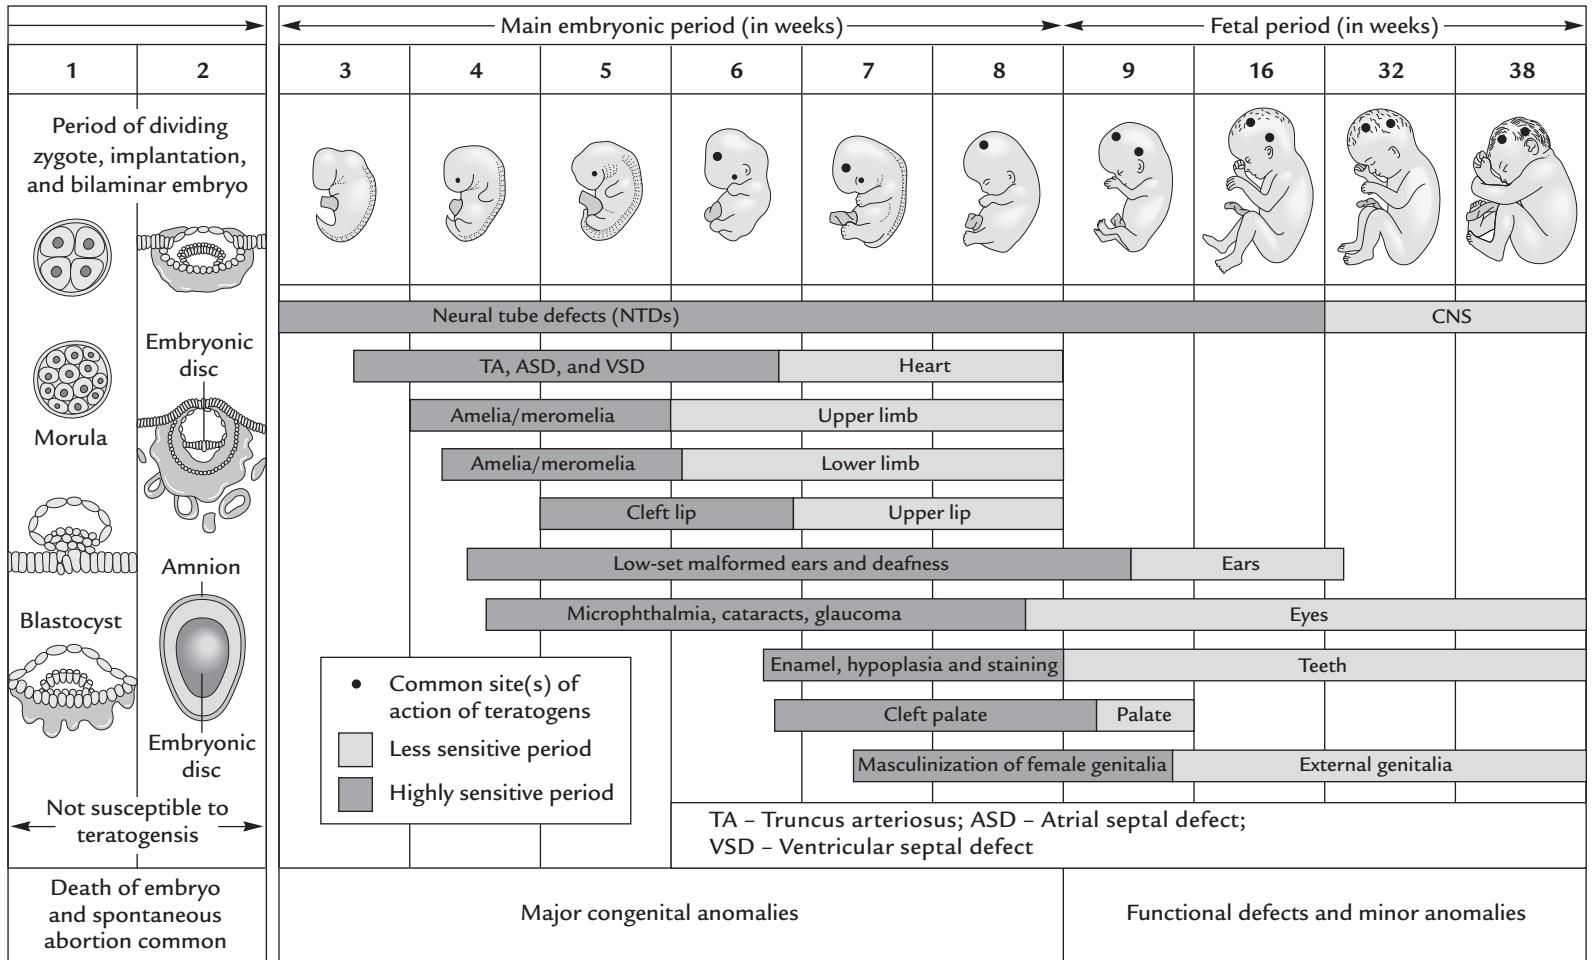 Main embryonic period (in weeks)
Fetal period (in weeks)
1
2
3
4
5
6
7
8
9
16
32
38
Period of dividing
zygote, implantation,
and bilaminar embryo
Embryonic
disc
Morula
Amnion
Blastocyst
Embryonic
disc
Not susceptible to
teratogensis
Death of embryo
and spontaneous
abortion common
Neural tube defects (NTDs)
CNS
TA, ASD, and VSD
Heart
Amelia/meromelia
Upper limb
Amelia/meromelia
Lower limb
Cleft lip
Upper lip
Low-set malformed ears and deafness
Ears
Microphthalmia, cataracts, glaucoma
Eyes
Enamel, hypoplasia and staining
Teeth
Cleft palate
Palate
Masculinization of female genitalia
External genitalia
Common site(s) of
action of teratogens
Less sensitive period
Highly sensitive period
TA – Truncus arteriosus; ASD – Atrial septal defect;
VSD – Ventricular septal defect
Major congenital anomalies
Functional defects and minor anomalies